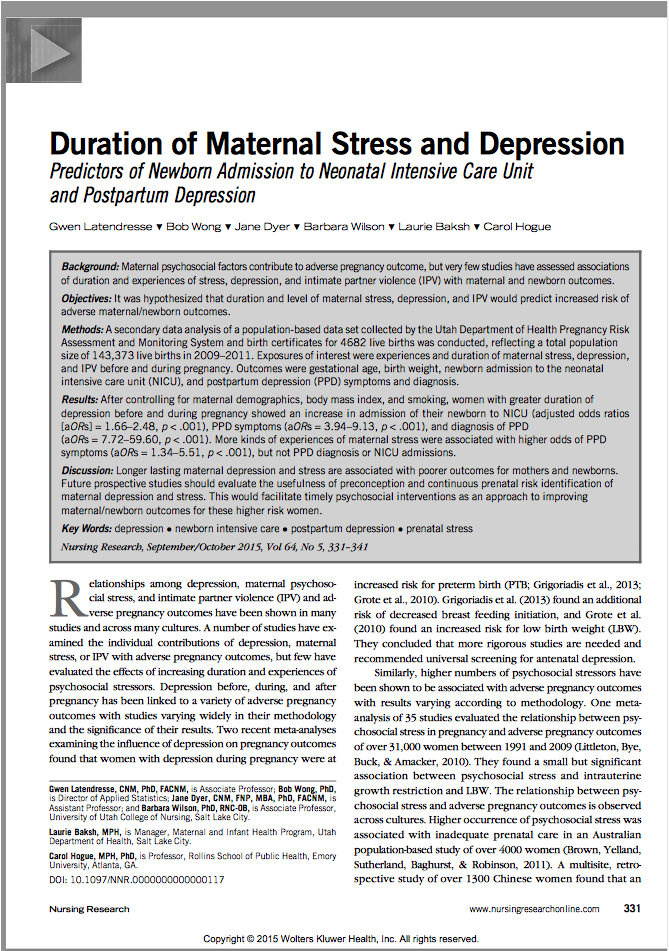 Duration of Maternal Stress and Depression
Predictors of Newborn Admission to Neonatal Intensive Care Unit
and Postpartum Depression
Gwen Latendresse ▼ Bob Wong ▼ Jane Dyer ▼ Barbara Wilson ▼ Laurie Baksh ▼ Carol Hogue
Background: Maternal psychosocial factors contribute to adverse pregnancy outcome, but very few studies have assessed associations
of duration and experiences of stress, depression, and intimate partner violence (IPV) with maternal and newborn outcomes.
Objectives: It was hypothesized that duration and level of maternal stress, depression, and IPV would predict increased risk of
adverse maternal/newborn outcomes.
Methods: A secondary data analysis of a population-based data set collected by the Utah Department of Health Pregnancy Risk
Assessment and Monitoring System and birth certificates for 4682 live births was conducted, reflecting a total population
size of 143,373 live births in 2009–2011. Exposures of interest were experiences and duration of maternal stress, depression,
and IPV before and during pregnancy. Outcomes were gestational age, birth weight, newborn admission to the neonatal
intensive care unit (NICU), and postpartum depression (PPD) symptoms and diagnosis.
Results: After controlling for maternal demographics, body mass index, and smoking, women with greater duration of
depression before and during pregnancy showed an increase in admission of their newborn to NICU (adjusted odds ratios
[aORs] = 1.66–2.48, p < .001), PPD symptoms (aORs = 3.94–9.13, p < .001), and diagnosis of PPD
(aORs = 7.72–59.60, p < .001). More kinds of experiences of maternal stress were associated with higher odds of PPD
symptoms (aORs = 1.34–5.51, p < .001), but not PPD diagnosis or NICU admissions.
Discussion: Longer lasting maternal depression and stress are associated with poorer outcomes for mothers and newborns.
Future prospective studies should evaluate the usefulness of preconception and continuous prenatal risk identification of
maternal depression and stress. This would facilitate timely psychosocial interventions as an approach to improving
maternal/newborn outcomes for these higher risk women.
Key Words: depression • newborn intensive care • postpartum depression • prenatal stress
Nursing Research, September/October 2015, Vol 64, No 5, 331–341
Relationships among depression, maternal psychoso-
cial stress, and intimate partner violence (IPV) and ad-
verse pregnancy outcomes have been shown in many
studies and across many cultures. A number of studies have ex-
amined the individual contributions of depression, maternal
stress, or IPV with adverse pregnancy outcomes, but few have
evaluated the effects of increasing duration and experiences of
psychosocial stressors. Depression before, during, and after
pregnancy has been linked to a variety of adverse pregnancy
outcomes with studies varying widely in their methodology
and the significance of their results. Two recent meta-analyses
examining the influence of depression on pregnancy outcomes
found that women with depression during pregnancy were at
Gwen Latendresse, CNM, PhD, FACNM, is Associate Professor; Bob Wong, PhD,
is Director of Applied Statistics; Jane Dyer, CNM, FNP, MBA, PhD, FACNM, is
Assistant Professor; and Barbara Wilson, PhD, RNC-OB, is Associate Professor,
University of Utah College of Nursing, Salt Lake City.
Laurie Baksh, MPH, is Manager, Maternal and Infant Health Program, Utah
Department of Health, Salt Lake City.
Carol Hogue, MPH, PhD, is Professor, Rollins School of Public Health, Emory
University, Atlanta, GA.
DOI: 10.1097/NNR.0000000000000117
increased risk for preterm birth (PTB; Grigoriadis et al., 2013;
Grote et al., 2010). Grigoriadis et al. (2013) found an additional
risk of decreased breast feeding initiation, and Grote et al.
(2010) found an increased risk for low birth weight (LBW).
They concluded that more rigorous studies are needed and
recommended universal screening for antenatal depression.
Similarly, higher numbers of psychosocial stressors have
been shown to be associated with adverse pregnancy outcomes
with results varying according to methodology. One meta-
analysis of 35 studies evaluated the relationship between psy-
chosocial stress in pregnancy and adverse pregnancy outcomes
of over 31,000 women between 1991 and 2009 (Littleton, Bye,
Buck, & Amacker, 2010). They found a small but significant
association between psychosocial stress and intrauterine
growth restriction and LBW. The relationship between psy-
chosocial stress and adverse pregnancy outcomes is observed
across cultures. Higher occurrence of psychosocial stress was
associated with inadequate prenatal care in an Australian
population-based study of over 4000 women (Brown, Yelland,
Sutherland, Baghurst, & Robinson, 2011). A multisite, retro-
spective study of over 1300 Chinese women found that an
Nursing Research
www.nursingresearchonline.com 331
Copyright © 2015 Wolters Kluwer Health, Inc. All rights reserved.